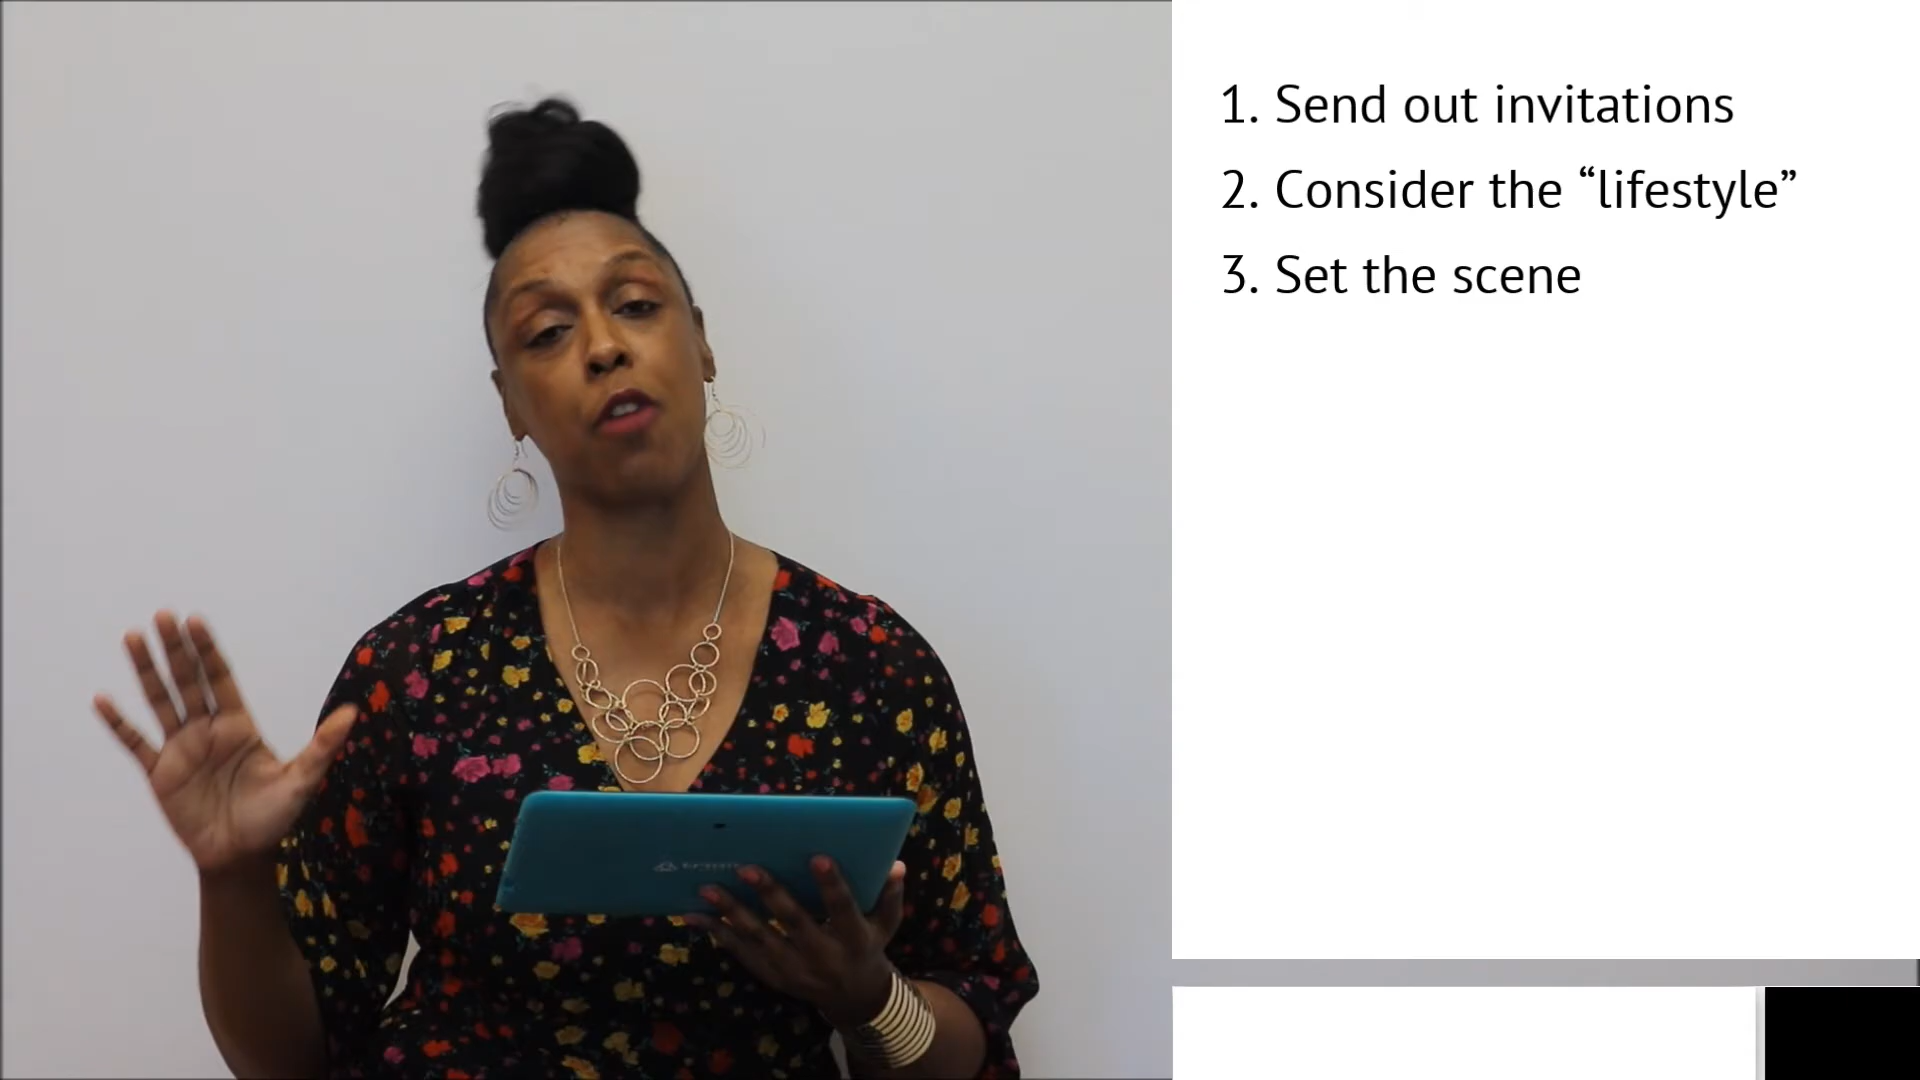 1. Send out invitations
2. Consider the “lifestyle”
3. Set the scene